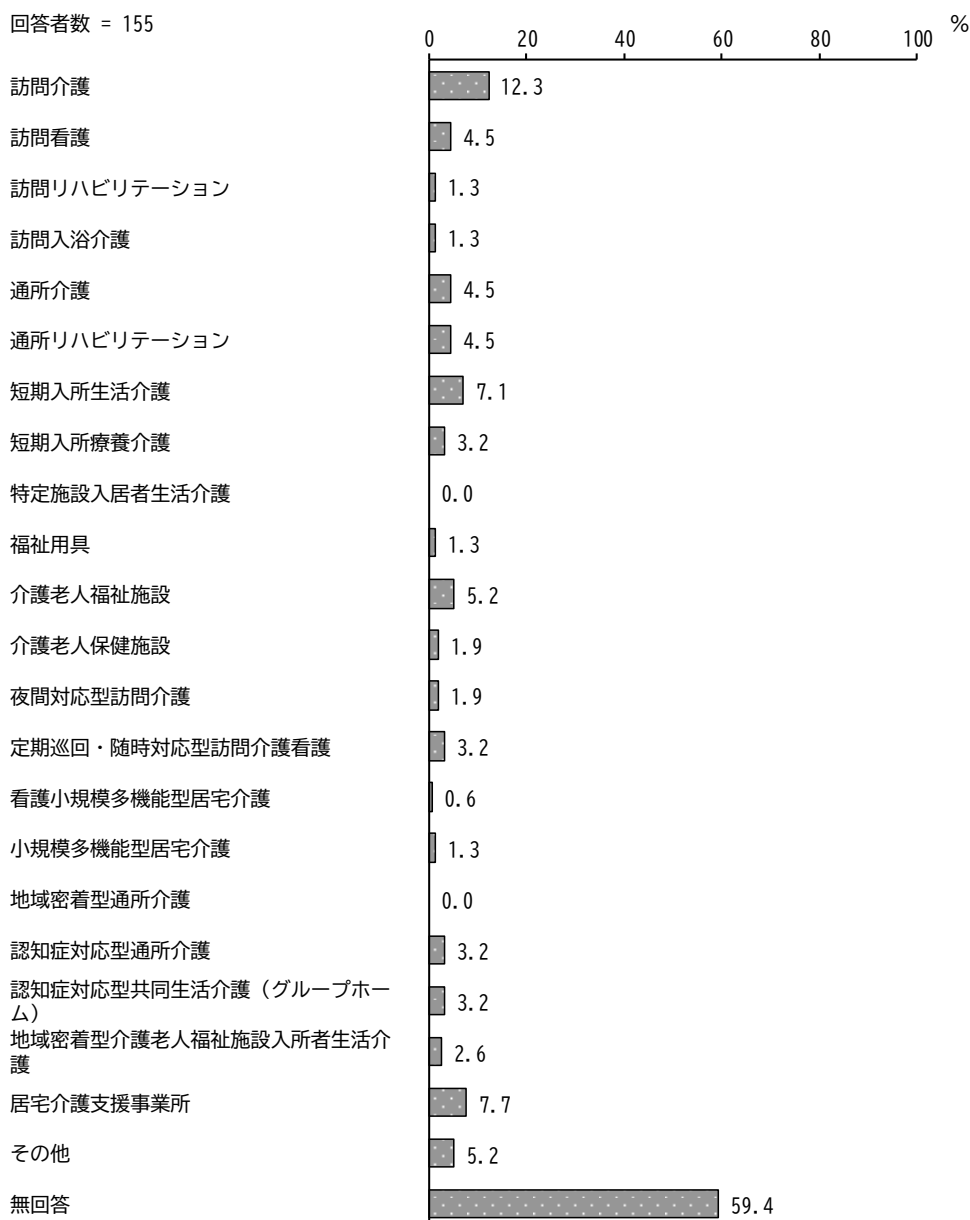 回答者数 = 155
0 20 40 60 80 100 %
訪問介護 12.3
訪問看護 4.5
訪問リハビリテーション 1.3
訪問入浴介護 1.3
通所介護 4.5
通所リハビリテーション 4.5
短期入所生活介護 7.1
短期入所療養介護 3.2
特定施設入居者生活介護 0.0
福祉用具 1.3
介護老人福祉施設 5.2
介護老人保健施設 1.9
夜間対応型訪問介護 1.9
定期巡回・随時対応型訪問介護看護 3.2
看護小規模多機能型居宅介護 0.6
小規模多機能型居宅介護 1.3
地域密着型通所介護 0.0
認知症対応型通所介護 3.2
認知症対応型共同生活介護（グループホー
ム） 3.2
地域密着型介護老人福祉施設入所者生活介
護 2.6
居宅介護支援事業所 7.7
その他 5.2
無回答 59.4